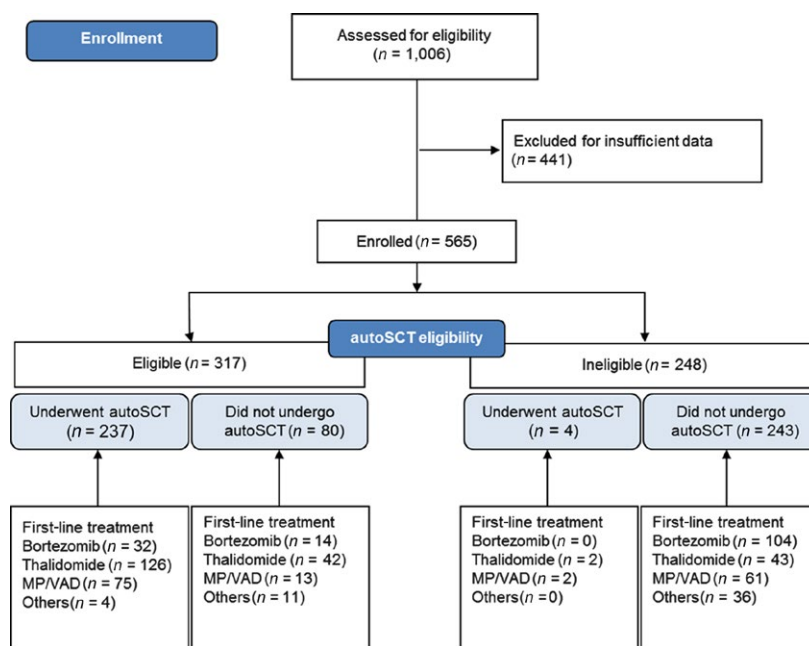 Enrollment
Assessed for eligibility
(n = 1,006)
Excluded for insufficient data
(n = 441)
Enrolled (n = 565)
autoSCT eligibility
Eligible (n = 317)
Ineligible (n = 248)
Underwent autoSCT
(n = 237)
Did not undergo
autoSCT (n = 80)
Underwent autoSCT
(n = 4)
Did not undergo
autoSCT (n = 243)
First-line treatment
Bortezomib (n = 32)
Thalidomide (n = 126)
MP/VAD (n = 75)
Others (n = 4)
First-line treatment
Bortezomib (n = 14)
Thalidomide (n = 42)
MP/VAD (n = 13)
Others (n = 11)
First-line treatment
Bortezomib (n = 0)
Thalidomide (n = 2)
MP/VAD (n = 2)
Others (n = 0)
First-line treatment
Bortezomib (n = 104)
Thalidomide (n = 43)
MP/VAD (n = 61)
Others (n = 36)